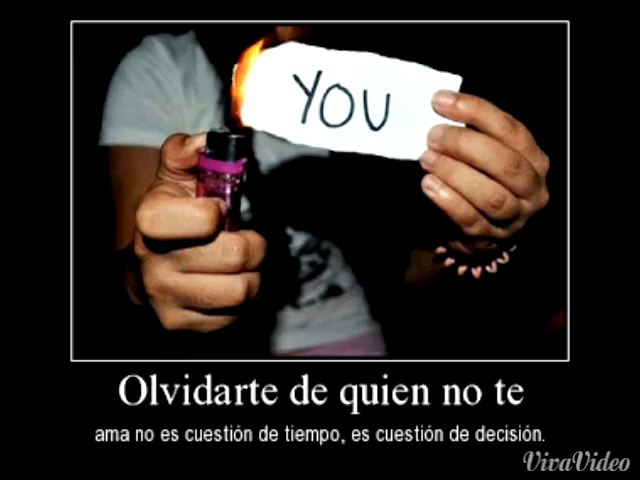 YOU
Olvidarte de quien no te
ama no es cuestión de tiempo, es cuestión de decisión.
VivaVideo